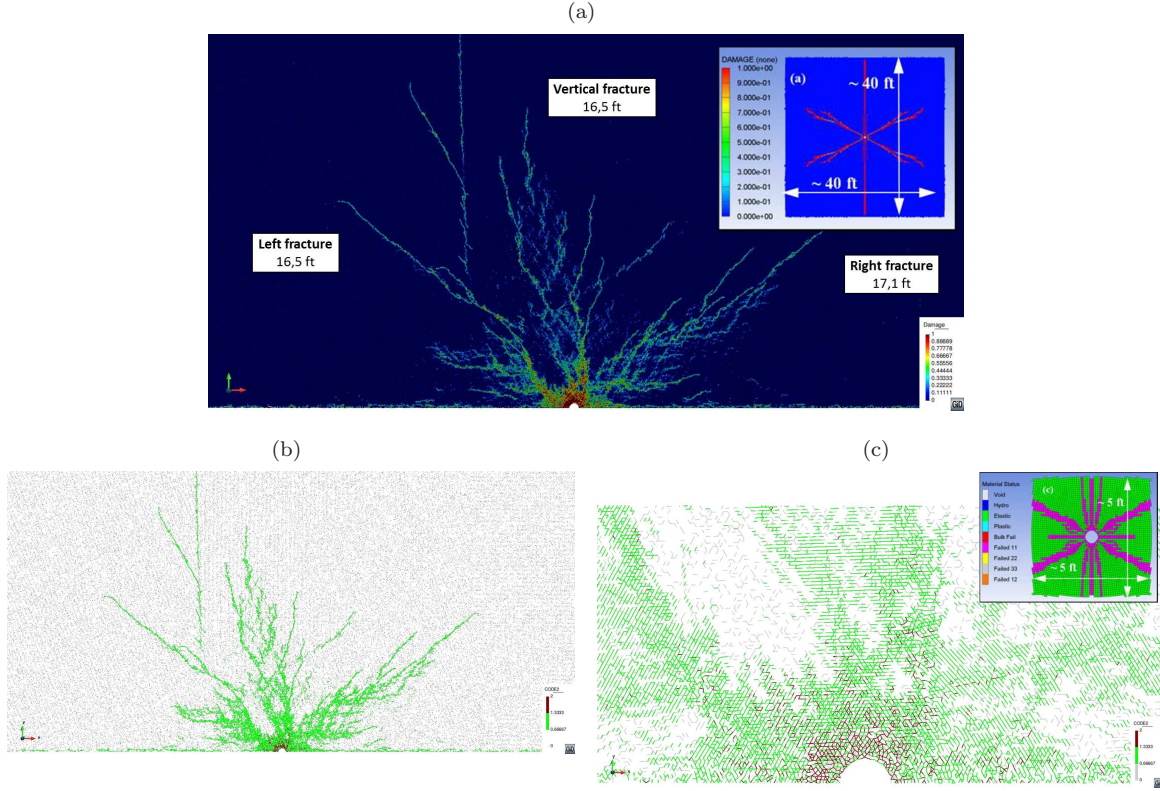 (a)
Vertical fracture
16,5 ft
Left fracture
16,5 ft
Right fracture
17,1 ft
DAMAGE (none)
1.000e+00
9.000e-01
8.000e-01
7.000e-01
6.000e-01
5.000e-01
4.000e-01
3.000e-01
2.000e-01
1.000e-01
0.000e+00
(a)
~ 40 ft
~ 40 ft
Damage
1
0.88889
0.77778
0.66667
0.55556
0.44444
0.33333
0.22222
0.11111
0
GiD
(b)
CODE2
2
1.3333
0.66667
0
GiD
(c)
Material Status
Void
Hydro
Elastic
Plastic
Bulk Fail
Failed 11
Failed 22
Failed 33
Failed 12
(c)
~ 5 ft
~ 5 ft
CODE2
2
1.3333
0.66667
0